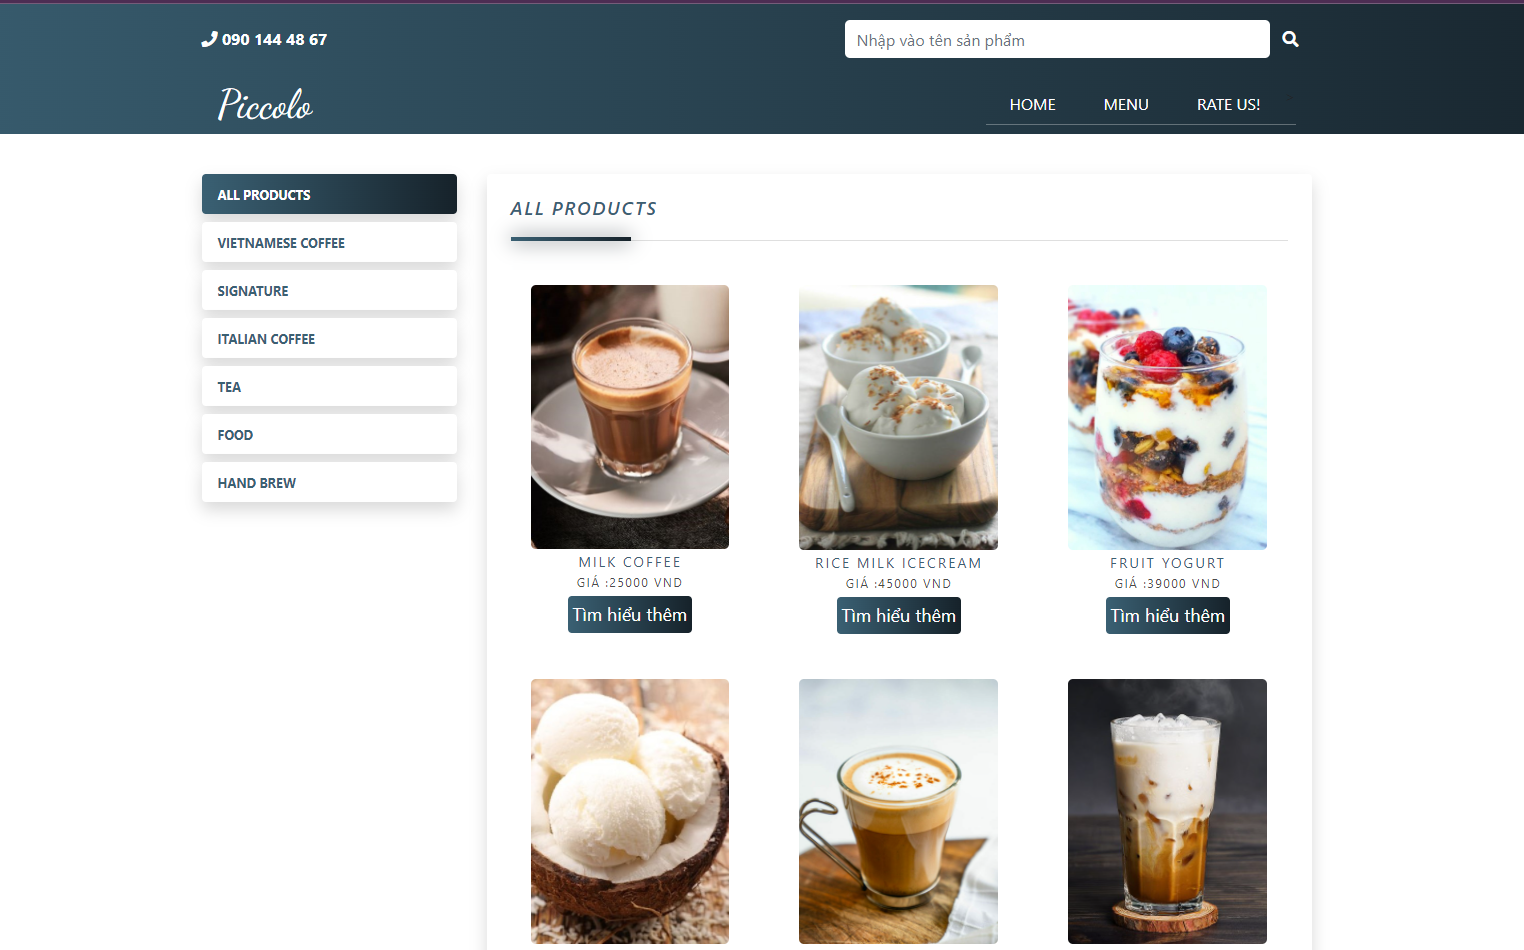 090 144 48 67
Nhập vào tên sản phẩm
Piccolo
HOME
MENU
RATE US!
ALL PRODUCTS
VIETNAMESE COFFEE
SIGNATURE
ITALIAN COFFEE
TEA
FOOD
HAND BREW
ALL PRODUCTS
MILK COFFEE
GIÁ :25000 VND
Tìm hiểu thêm
RICE MILK ICECREAM
GIÁ :45000 VND
Tìm hiểu thêm
FRUIT YOGURT
GIÁ :39000 VND
Tìm hiểu thêm